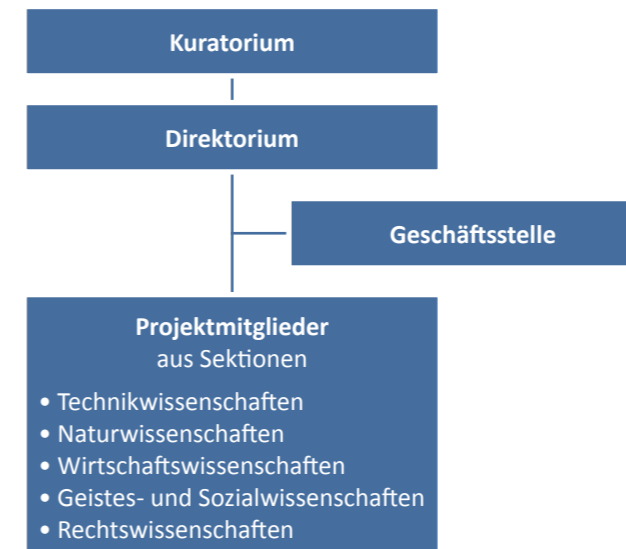 Kuratorium
Direktorium
Geschäftsstelle
Projektmitglieder
aus Sektionen
• Technikwissenschaften
• Naturwissenschaften
• Wirtschaftswissenschaften
• Geistes- und Sozialwissenschaften
• Rechtswissenschaften